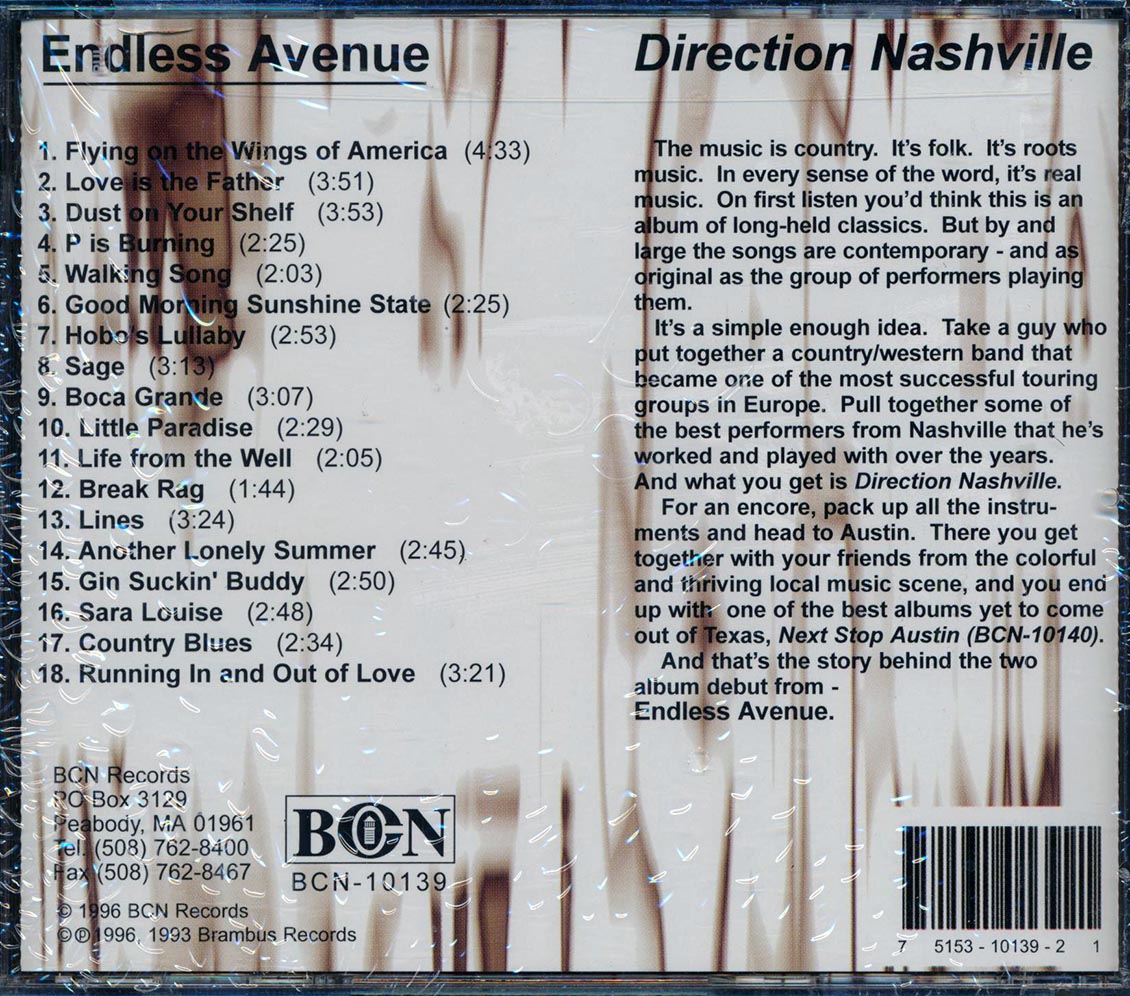 Endless Avenue
1. Flying on the Wings of America (4:33)
2. Love is the Father (3:51)
3. Dust on Your Shelf (3:53)
4. P is Burning (2:25)
5. Walking Song (2:03)
6. Good Morning Sunshine State (2:25)
7. Hobo's Lullaby (2:53)
8. Sage (3:13)
9. Boca Grande (3:07)
10. Little Paradise (2:29)
11. Life from the Well (2:05)
12. Break Rag (1:44)
13. Lines (3:24)
14. Another Lonely Summer (2:45)
15. Gin Suckin' Buddy (2:50)
16. Sara Louise (2:48)
17. Country Blues (2:34)
18. Running In and Out of Love (3:21)
Direction Nashville
The music is country. It's folk. It's roots
music. In every sense of the word, it's real
music. On first listen you'd think this is an
album of long-held classics. But by and
large the songs are contemporary - and as
original as the group of performers playing
them.
It's a simple enough idea. Take a guy who
put together a country/western band that
became one of the most successful touring
groups in Europe. Pull together some of
the best performers from Nashville that he's
worked and played with over the years.
And what you get is Direction Nashville.
For an encore, pack up all the instru-
ments and head to Austin. There you get
together with your friends from the colorful
and thriving local music scene, and you end
up with one of the best albums yet to come
out of Texas, Next Stop Austin (BCN-10140).
And that's the story behind the two
album debut from -
Endless Avenue.
BCN Records
PO Box 3129
Peabody, MA 01961
Tel. (508) 762-8400
Fax (508) 762-8467
© 1996 BCN Records
©℗1996, 1993 Brambus Records
BCN
BCN-10139
7 5153 - 10139 - 2 1